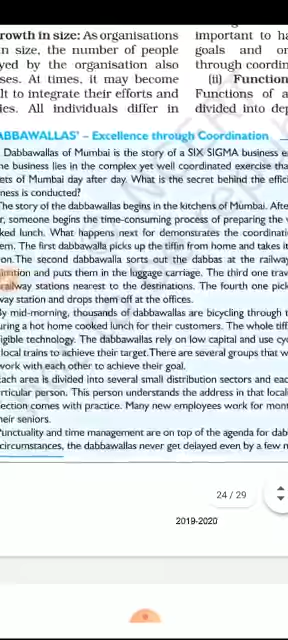 rowth in size: As organisations
n size, the number of people
yed by the organisation also
ses. At times, it may become
lt to integrate their efforts and
ies. All individuals differ in
important to ha
goals and or
through coordin
(ii) Function
Functions of a
divided into dep
ABBAWALLAS' – Excellence through Coordination
Dabbawallas of Mumbai is the story of a SIX SIGMA business e
he business lies in the complex yet well coordinated exercise tha
ets of Mumbai day after day. What is the secret behind the effici
ness is conducted?
The story of the dabbawallas begins in the kitchens of Mumbai. Afte
r, someone begins the time-consuming process of preparing the
ked lunch. What happens next for demonstrates the coordinati
em. The first dabbawalla picks up the tiffin from home and takes it
on. The second dabbawalla sorts out the dabbas at the railway
ination and puts them in the luggage carriage. The third one trav
railway stations nearest to the destinations. The fourth one pick
way station and drops them off at the offices.
By mid-morning, thousands of dabbawallas are bicycling through t
uring a hot home cooked lunch for their customers. The whole tiff
igible technology. The dabbawallas rely on low capital and use cyc
local trains to achieve their target. There are several groups that w
work with each other to achieve their goal.
ach area is divided into several small distribution sectors and eac
rticular person. This person understands the address in that locali
fection comes with practice. Many new employees work for mont
heir seniors.
Punctuality and time management are on top of the agenda for dab
circumstances, the dabbawallas never get delayed even by a few m
24 / 29
2019-2020